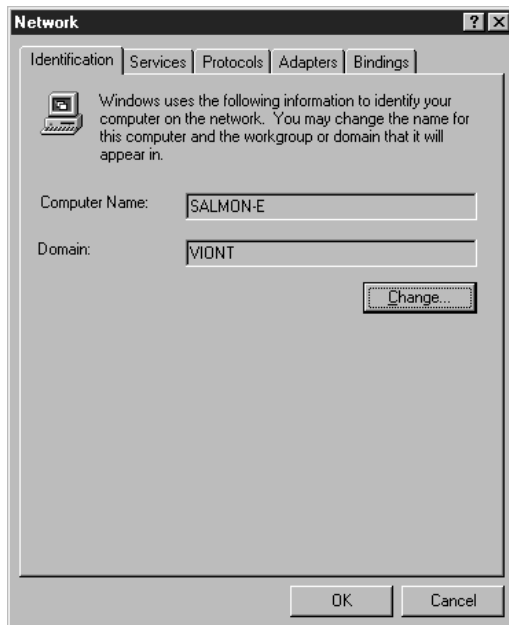 Network
Identification Services Protocols Adapters Bindings
Windows uses the following information to identify your
computer on the network. You may change the name for
this computer and the workgroup or domain that it will
appear in.
Computer Name: SALMON-E
Domain: VIONT
Change...
OK Cancel